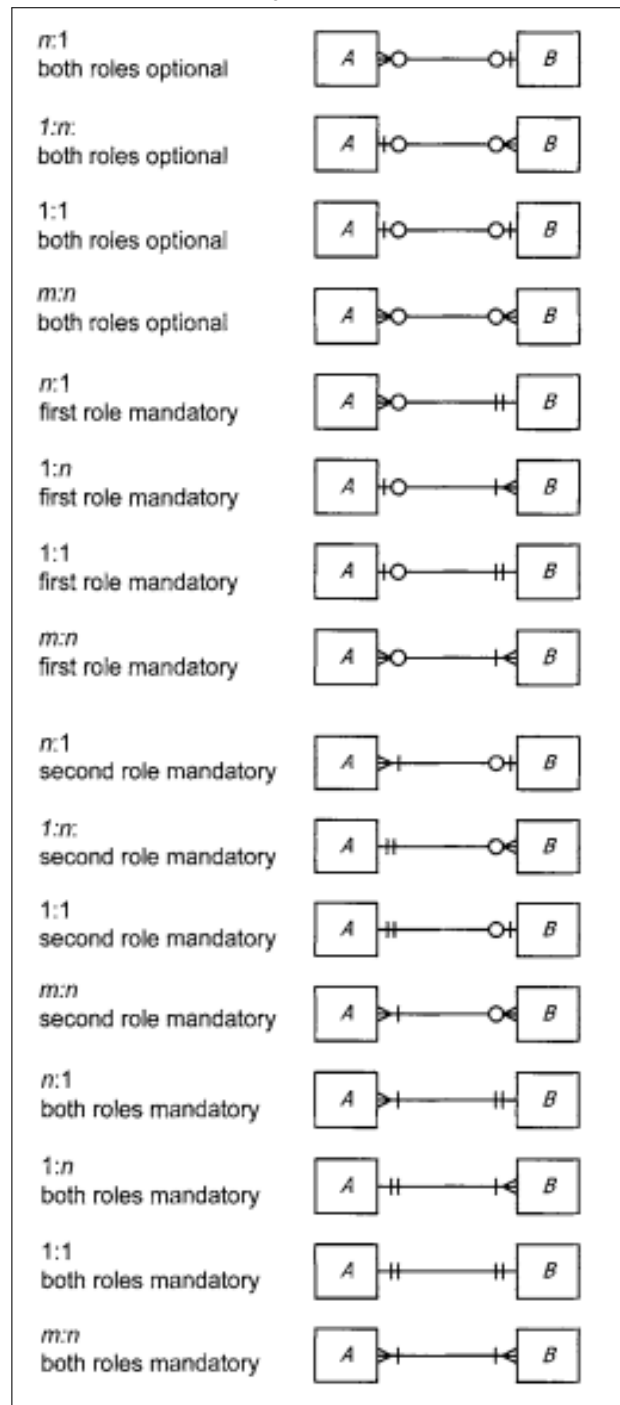 n:1
both roles optional
A B
1:n:
both roles optional
A B
1:1
both roles optional
A B
m:n
both roles optional
A B
n:1
first role mandatory
A B
1:n
first role mandatory
A B
1:1
first role mandatory
A B
m:n
first role mandatory
A B
n:1
second role mandatory
A B
1:n:
second role mandatory
A B
1:1
second role mandatory
A B
m:n
second role mandatory
A B
n:1
both roles mandatory
A B
1:n
both roles mandatory
A B
1:1
both roles mandatory
A B
m:n
both roles mandatory
A B